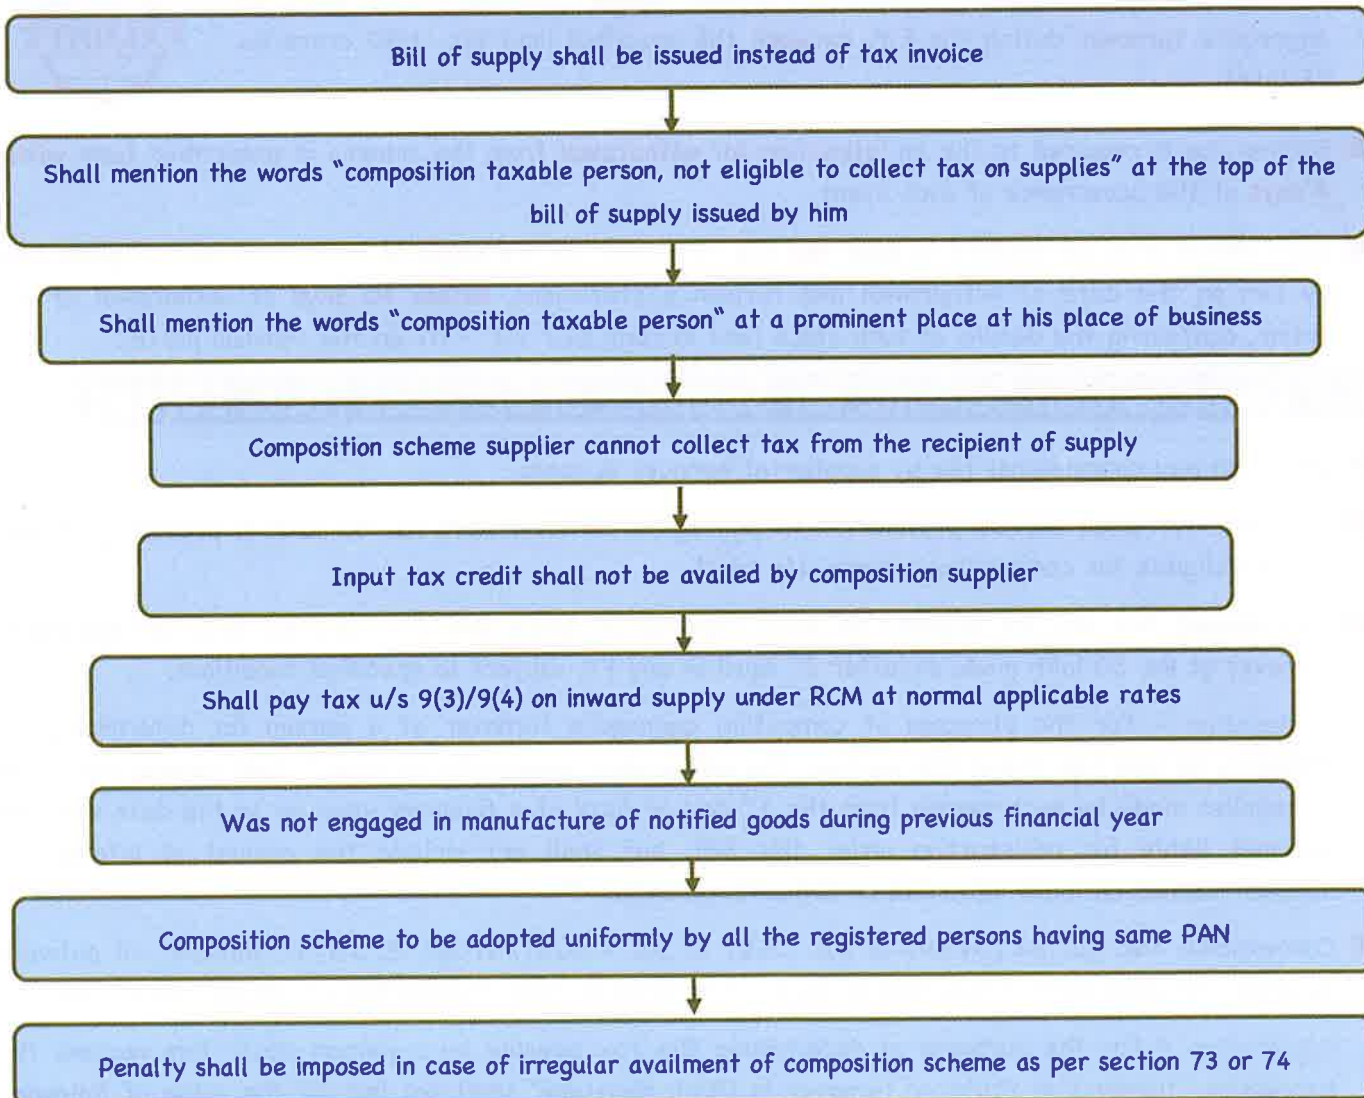 Bill of supply shall be issued instead of tax invoice
Shall mention the words "composition taxable person, not eligible to collect tax on supplies" at the top of the
bill of supply issued by him
Shall mention the words "composition taxable person" at a prominent place at his place of business
Composition scheme supplier cannot collect tax from the recipient of supply
Input tax credit shall not be availed by composition supplier
Shall pay tax u/s 9(3)/9(4) on inward supply under RCM at normal applicable rates
Was not engaged in manufacture of notified goods during previous financial year
Composition scheme to be adopted uniformly by all the registered persons having same PAN
Penalty shall be imposed in case of irregular availment of composition scheme as per section 73 or 74